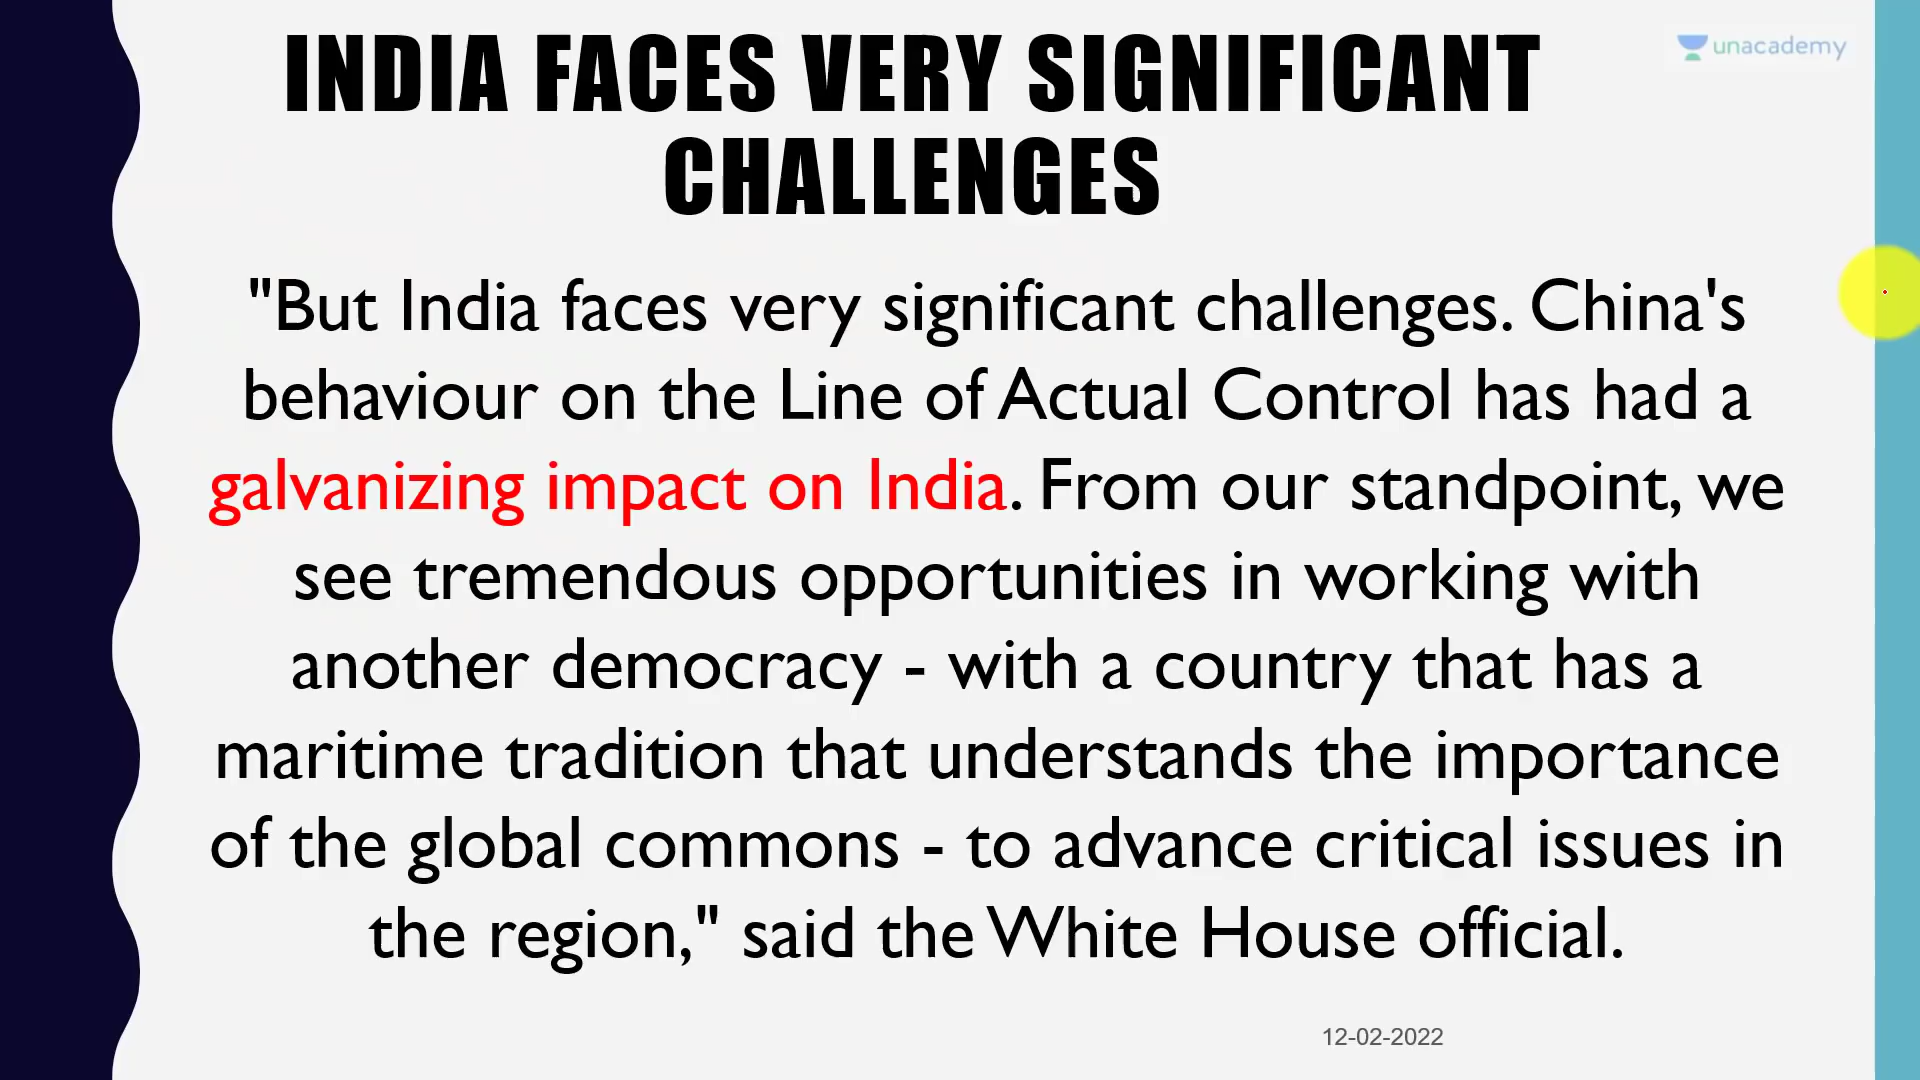 INDIA FACES VERY SIGNIFICANT
CHALLENGES
unacademy
"But India faces very significant challenges. China's
behaviour on the Line of Actual Control has had a
galvanizing impact on India. From our standpoint, we
see tremendous opportunities in working with
another democracy - with a country that has a
maritime tradition that understands the importance
of the global commons - to advance critical issues in
the region," said the White House official.
12-02-2022